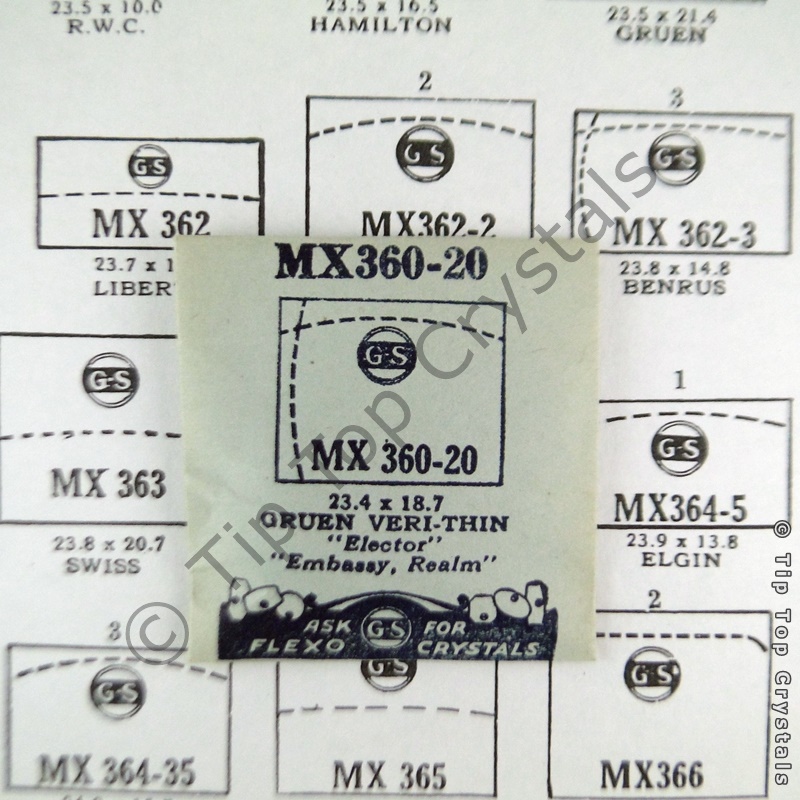 23.5 x 10.0
R.W.C.
23.5 x 16.5
HAMILTON
23.5 x 21.4
GRUEN
G-S
MX 362
23.7 x 1
LIBER
2
G-S
MX362-2
3
G-S
MX 362-3
23.8 x 14.8
BENRUS
MX360-20
G-S
MX 360-20
23.4 x 18.7
GRUEN VERI-THIN
"Elector"
"Embassy, Realm"
ASK G-S FOR
FLEXO CRYSTALS
G-S
MX 363
23.8 x 20.7
SWISS
1
G-S
MX364-5
23.9 x 13.8
ELGIN
3
G-S
MX 364-35
G-S
MX 365
2
G-S
MX366
© Tip Top Crystals
© Tip Top Crystals